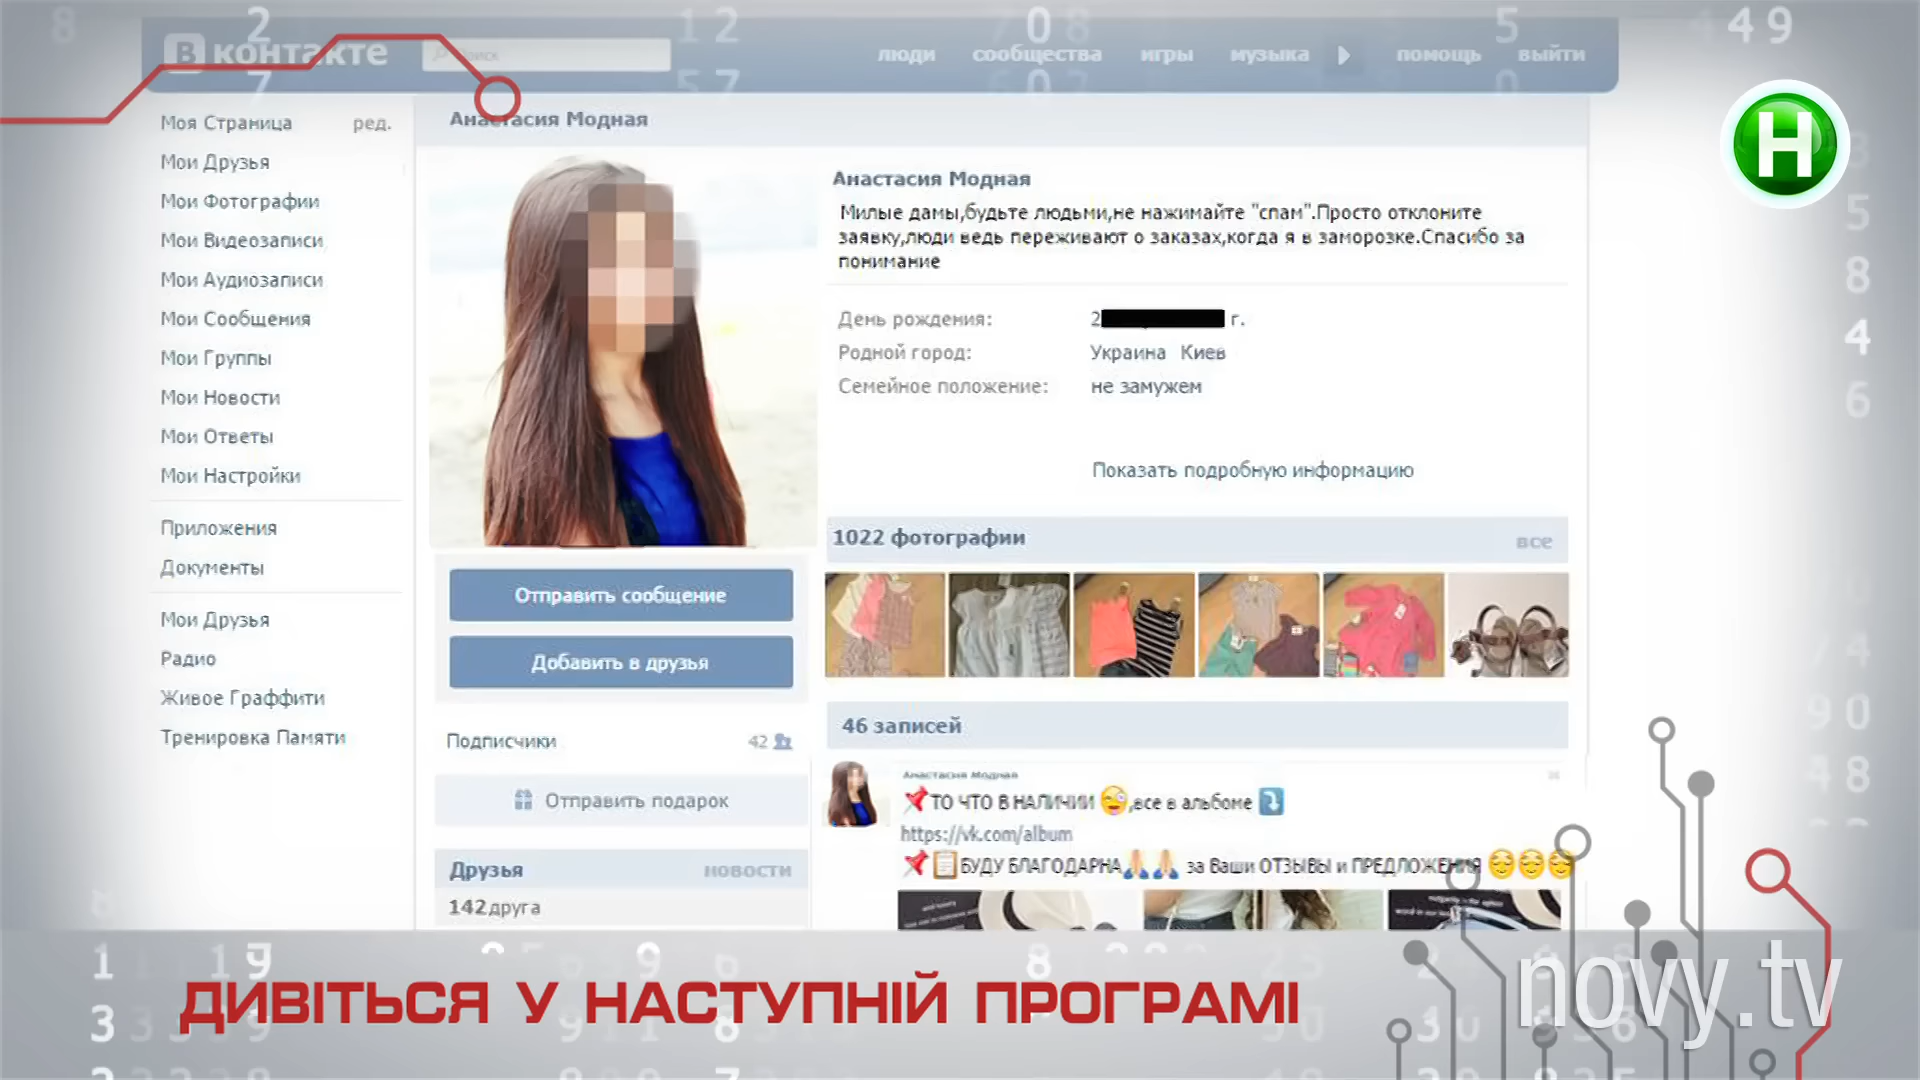 В контакте
люди сообщества игры музыка помощь выйти
Моя Страница ред.
Мои Друзья
Мои Фотографии
Мои Видеозаписи
Мои Аудиозаписи
Мои Сообщения
Мои Группы
Мои Новости
Мои Ответы
Мои Настройки
Приложения
Документы
Мои Друзья
Радио
Живое Граффити
Тренировка Памяти
Анастасия Модная
Отправить сообщение
Добавить в друзья
Подписчики 42
Отправить подарок
Друзья новости
142друга
Анастасия Модная
Милые дамы,будьте людьми,не нажимайте "спам".Просто отклоните
заявку,люди ведь переживают о заказах,когда я в заморозке.Спасибо за
понимание
День рождения: 2 г.
Родной город: Украина Киев
Семейное положение: не замужем
Показать подробную информацию
1022 фотографии все
46 записей
Анастасия Модная
ТО ЧТО В НАЛИЧИИ ,все в альбоме
https://vk.com/album
БУДУ БЛАГОДАРНА за Ваши ОТЗЫВЫ и ПРЕДЛОЖЕНИЯ
Н
ДИВІТЬСЯ У НАСТУПНІЙ ПРОГРАМІ
novy.tv